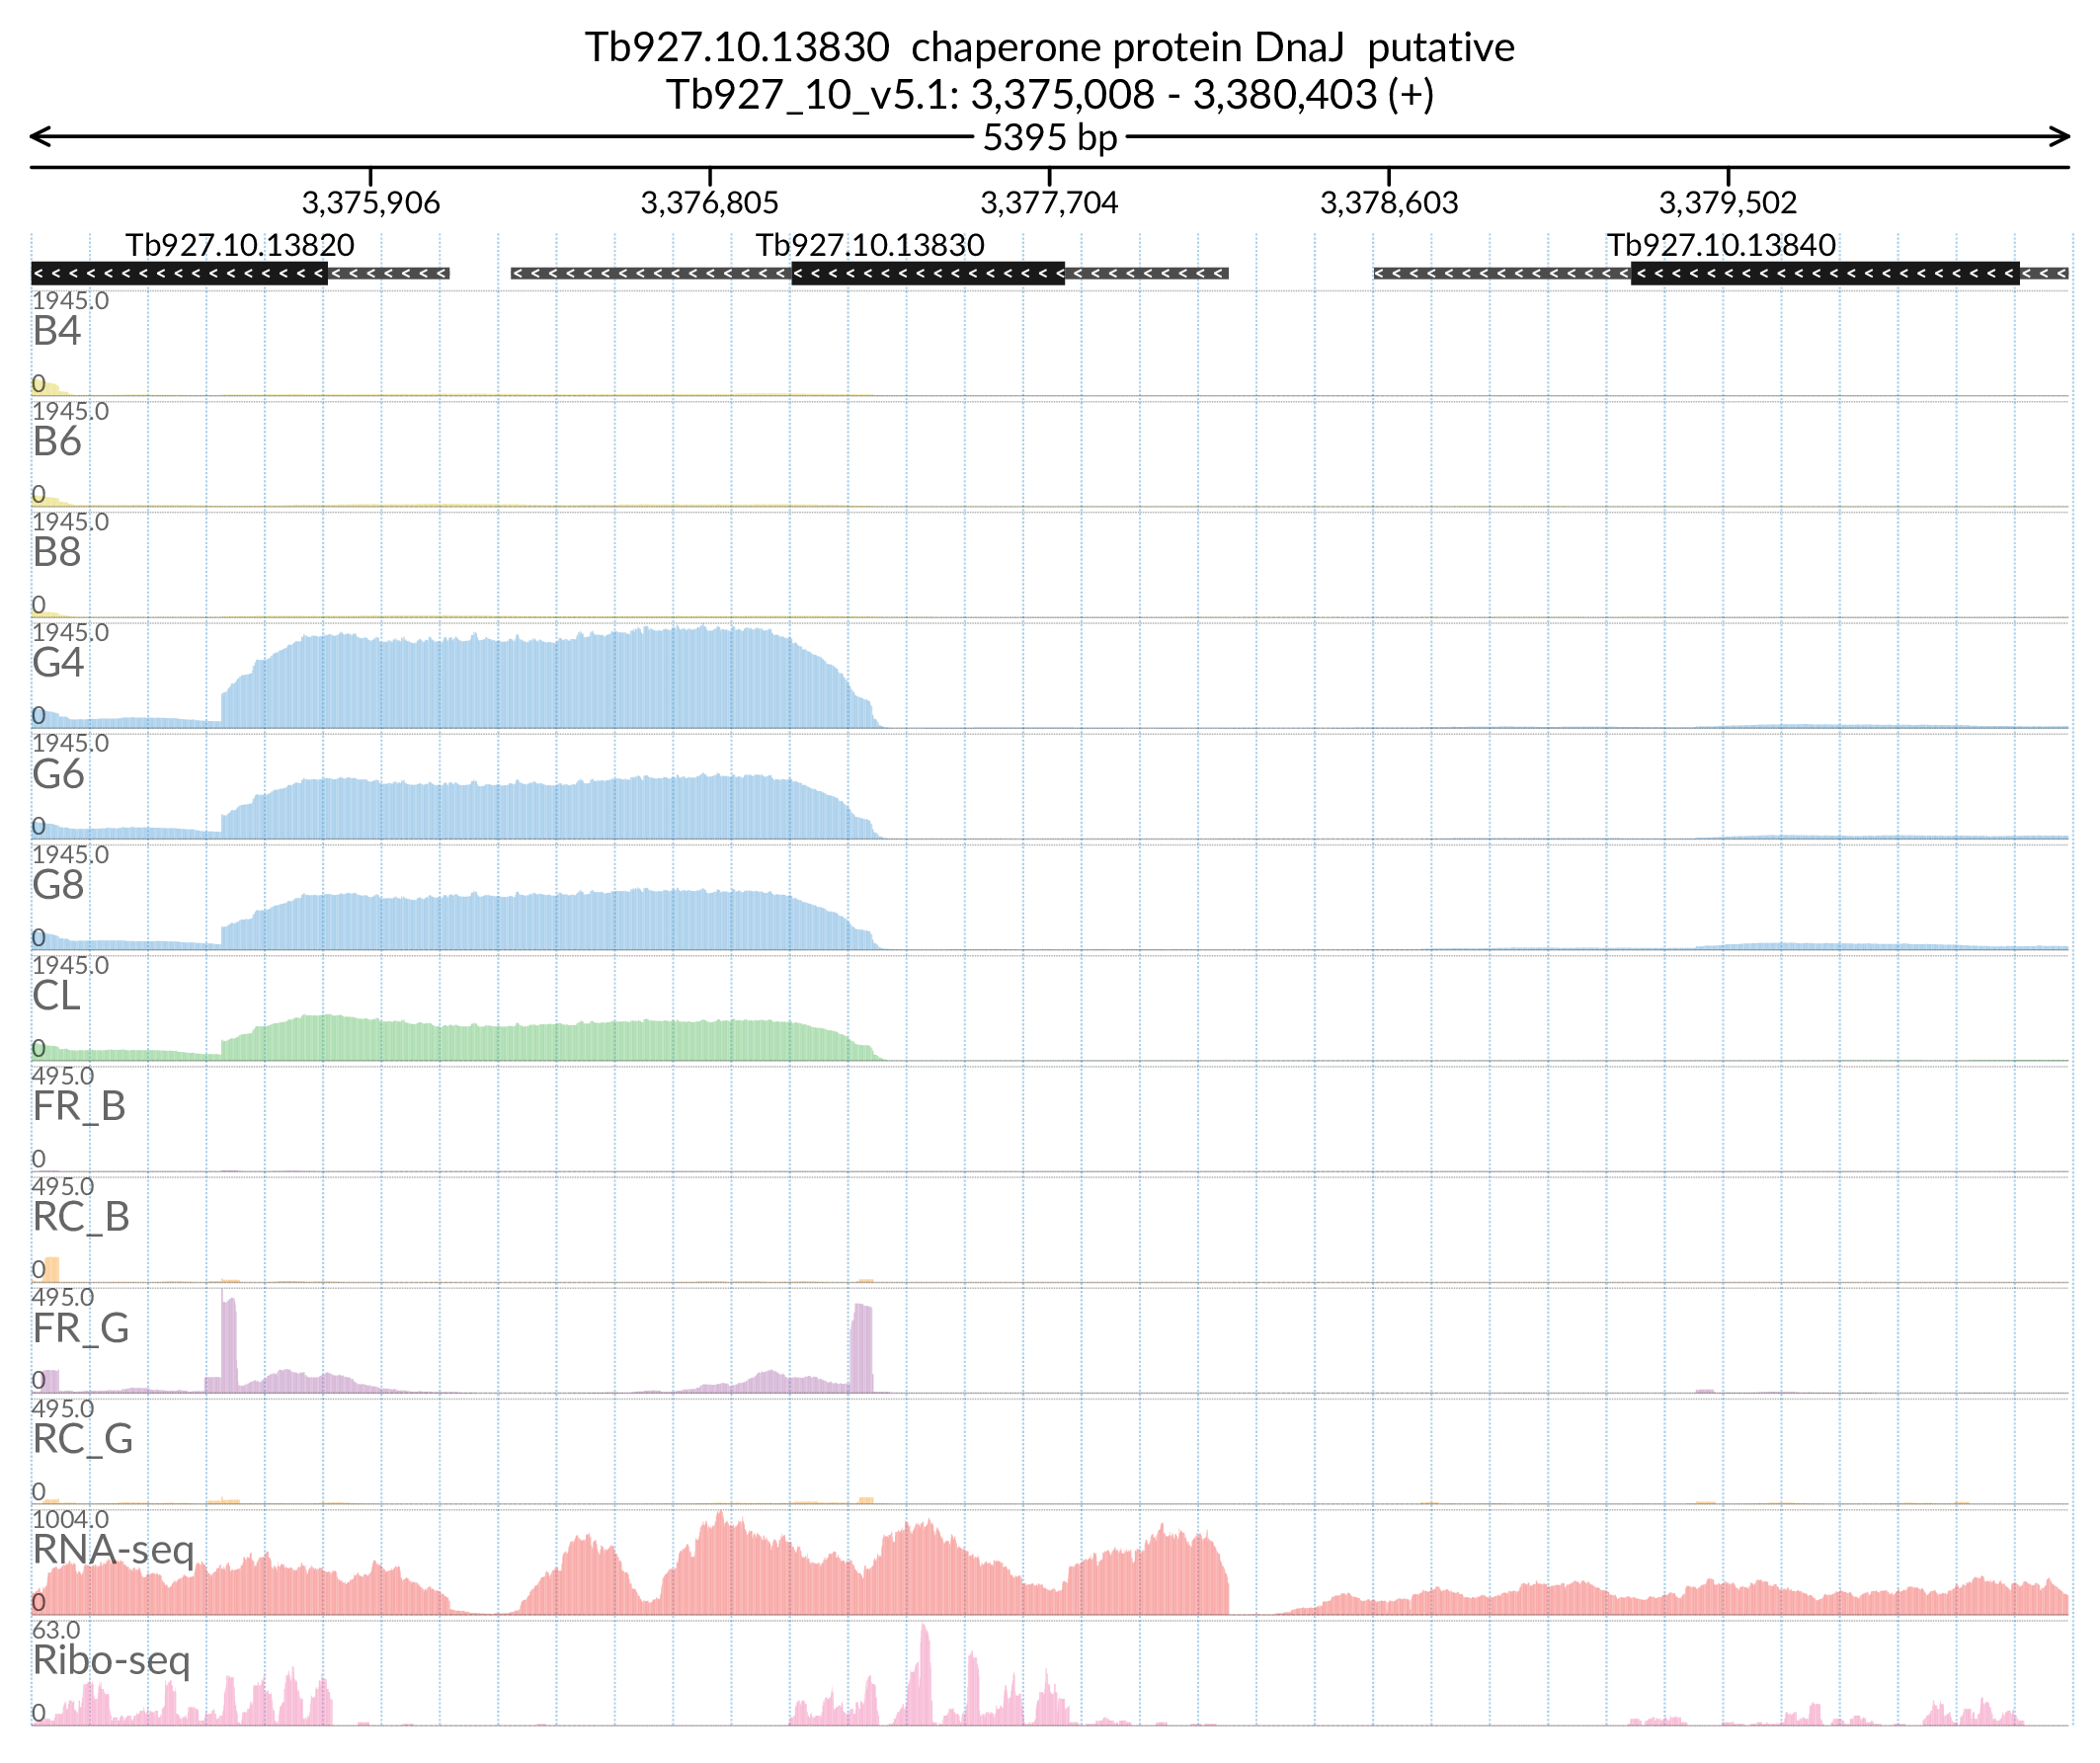 Tb927.10.13830  chaperone protein DnaJ  putative
Tb927_10_v5.1: 3,375,008 - 3,380,403 (+)
5395 bp
3,375,906 3,376,805 3,377,704 3,378,603 3,379,502
Tb927.10.13820 Tb927.10.13830 Tb927.10.13840
1945.0
B4
0
1945.0
B6
0
1945.0
B8
0
1945.0
G4
0
1945.0
G6
0
1945.0
G8
0
1945.0
CL
0
495.0
FR_B
0
495.0
RC_B
0
495.0
FR_G
0
495.0
RC_G
0
1004.0
RNA-seq
0
63.0
Ribo-seq
0